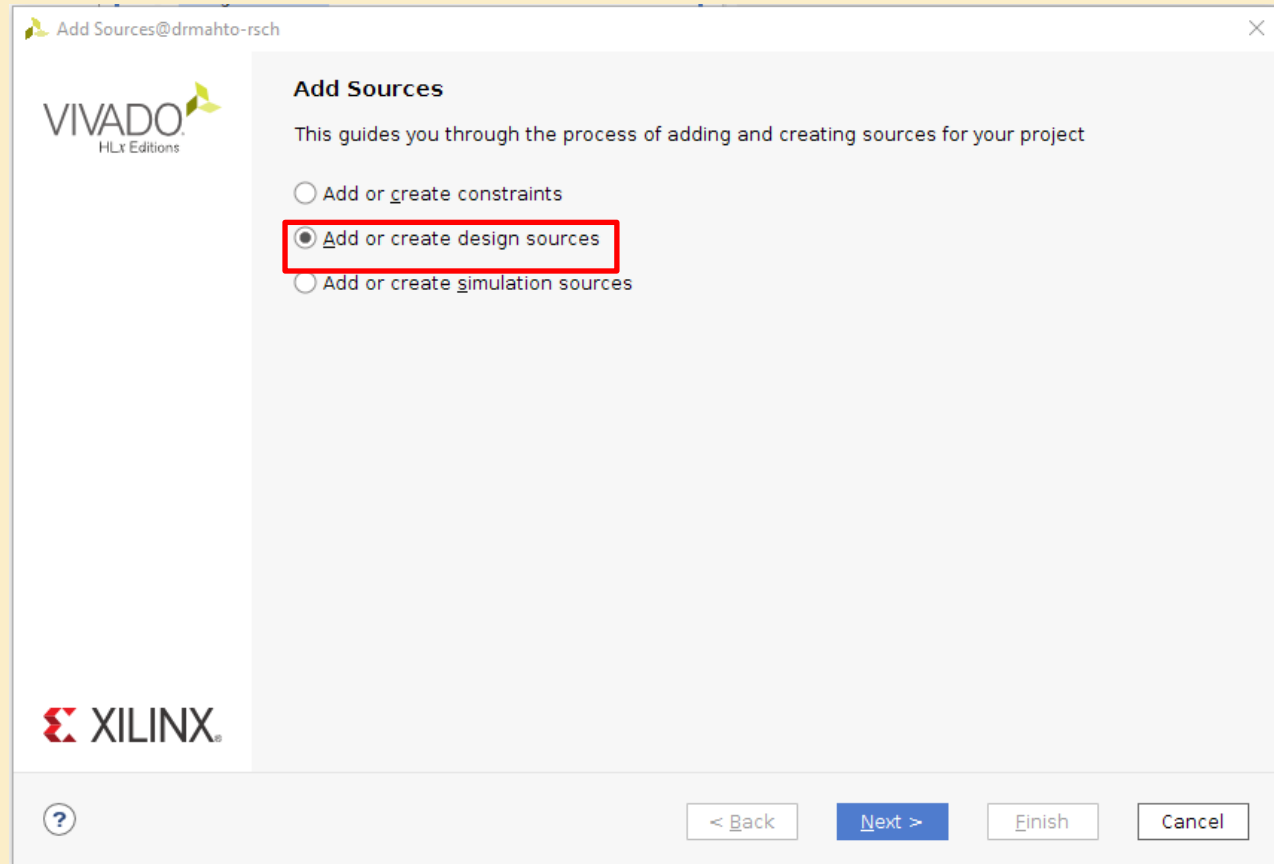 Add Sources@drmahto-rsch
VIVADO
HLx Editions
Add Sources
This guides you through the process of adding and creating sources for your project
Add or create constraints
Add or create design sources
Add or create simulation sources
XILINX
?
< Back Next > Finish Cancel